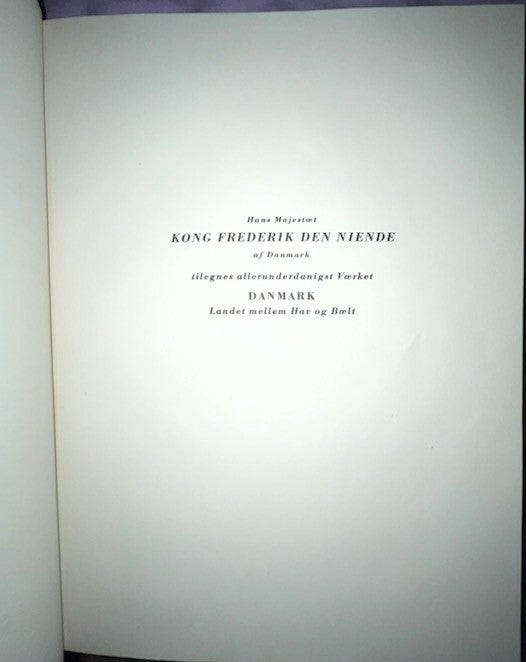 Hans Majestæt
KONG FREDERIK DEN NIENDE
af Danmark
tilegnes allerunderdanigst Værket
DANMARK
Landet mellem Hav og Bælt